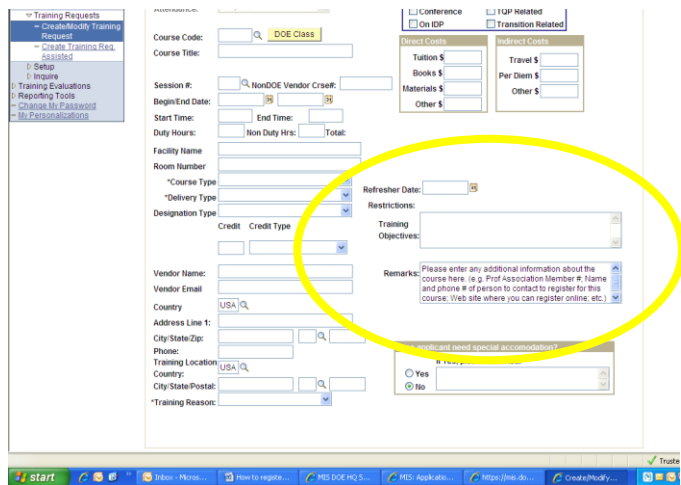 Training Requests
Create/Modify Training
Request
Create Training Req.
Assisted
Setup
Inquire
Training Evaluations
Reporting Tools
Change My Password
My Personalizations
Attendance:
Course Code:
DOE Class
Course Title:
Session #:
NonDOE Vendor Crse#:
Begin/End Date:
Start Time:
End Time:
Duty Hours:
Non Duty Hrs:
Total:
Facility Name
Room Number
*Course Type
*Delivery Type
Designation Type
Credit
Credit Type
Vendor Name:
Vendor Email
Country
USA
Address Line 1:
City/State/Zip:
Phone:
Training Location
Country:
USA
City/State/Postal:
*Training Reason:
Conference
TQP Related
On IDP
Transition Related
Direct Costs
Tuition $
Books $
Materials $
Other $
Indirect Costs
Travel $
Per Diem $
Other $
Refresher Date:
Restrictions:
Training
Objectives:
Remarks:
Please enter any additional information about the
course here. (e.g. Prof Association Member #; Name
and phone # of person to contact to register for this
course; Web site where you can register online; etc.)
applicant need special accomodation?
If Yes,
Yes
No
Truste
start
Inbox - Micros...
How to registe...
MIS DOE HQ S...
MIS: Applicatio...
https://mis.do...
Create/Modify...